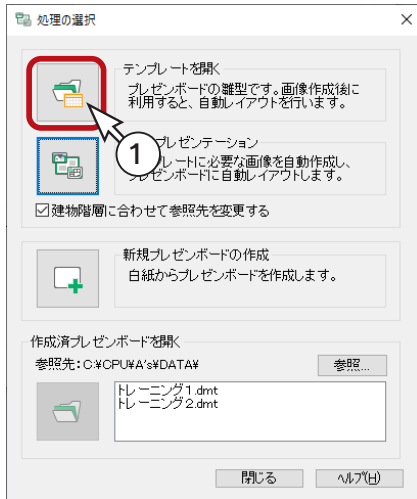 処理の選択
テンプレートを開く
プレゼンボードの雛型です。画像作成後に
利用すると、自動レイアウトを行います。
1
プレゼンテーション
レートに必要な画像を自動作成し、
プレゼンボードに自動レイアウトします。
建物階層に合わせて参照先を変更する
新規プレゼンボードの作成
白紙からプレゼンボードを作成します。
作成済プレゼンボードを開く
参照先：C:¥CPU¥A's¥DATA¥
参照...
トレーニング1.dmt
トレーニング2.dmt
閉じる
ヘルプ(H)